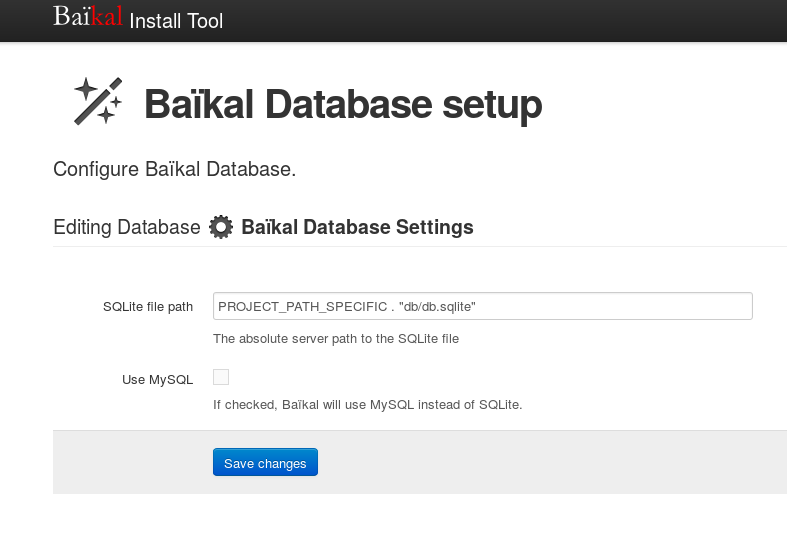 Baïkal Install Tool
Baïkal Database setup
Configure Baïkal Database.
Editing Database Baïkal Database Settings
SQLite file path PROJECT_PATH_SPECIFIC . "db/db.sqlite"
The absolute server path to the SQLite file
Use MySQL
If checked, Baïkal will use MySQL instead of SQLite.
Save changes